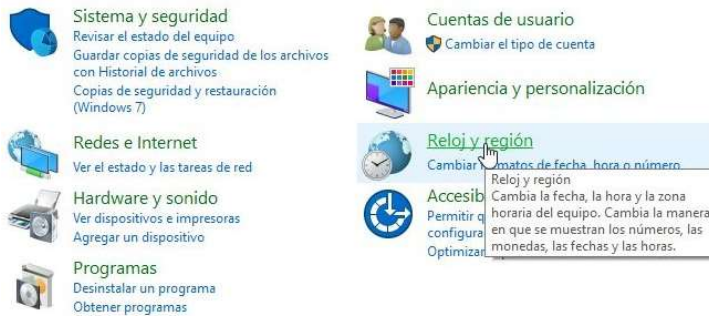 Sistema y seguridad
Revisar el estado del equipo
Guardar copias de seguridad de los archivos
con Historial de archivos
Copias de seguridad y restauración
(Windows 7)
Redes e Internet
Ver el estado y las tareas de red
Hardware y sonido
Ver dispositivos e impresoras
Agregar un dispositivo
Programas
Desinstalar un programa
Obtener programas
Cuentas de usuario
Cambiar el tipo de cuenta
Apariencia y personalización
Reloj y región
Cambiar matos de fecha, hora o número
Reloj y región
Cambia la fecha, la hora y la zona
horaria del equipo. Cambia la manera
en que se muestran los números, las
monedas, las fechas y las horas.
Accesib
Permitir q
configura
Optimizar